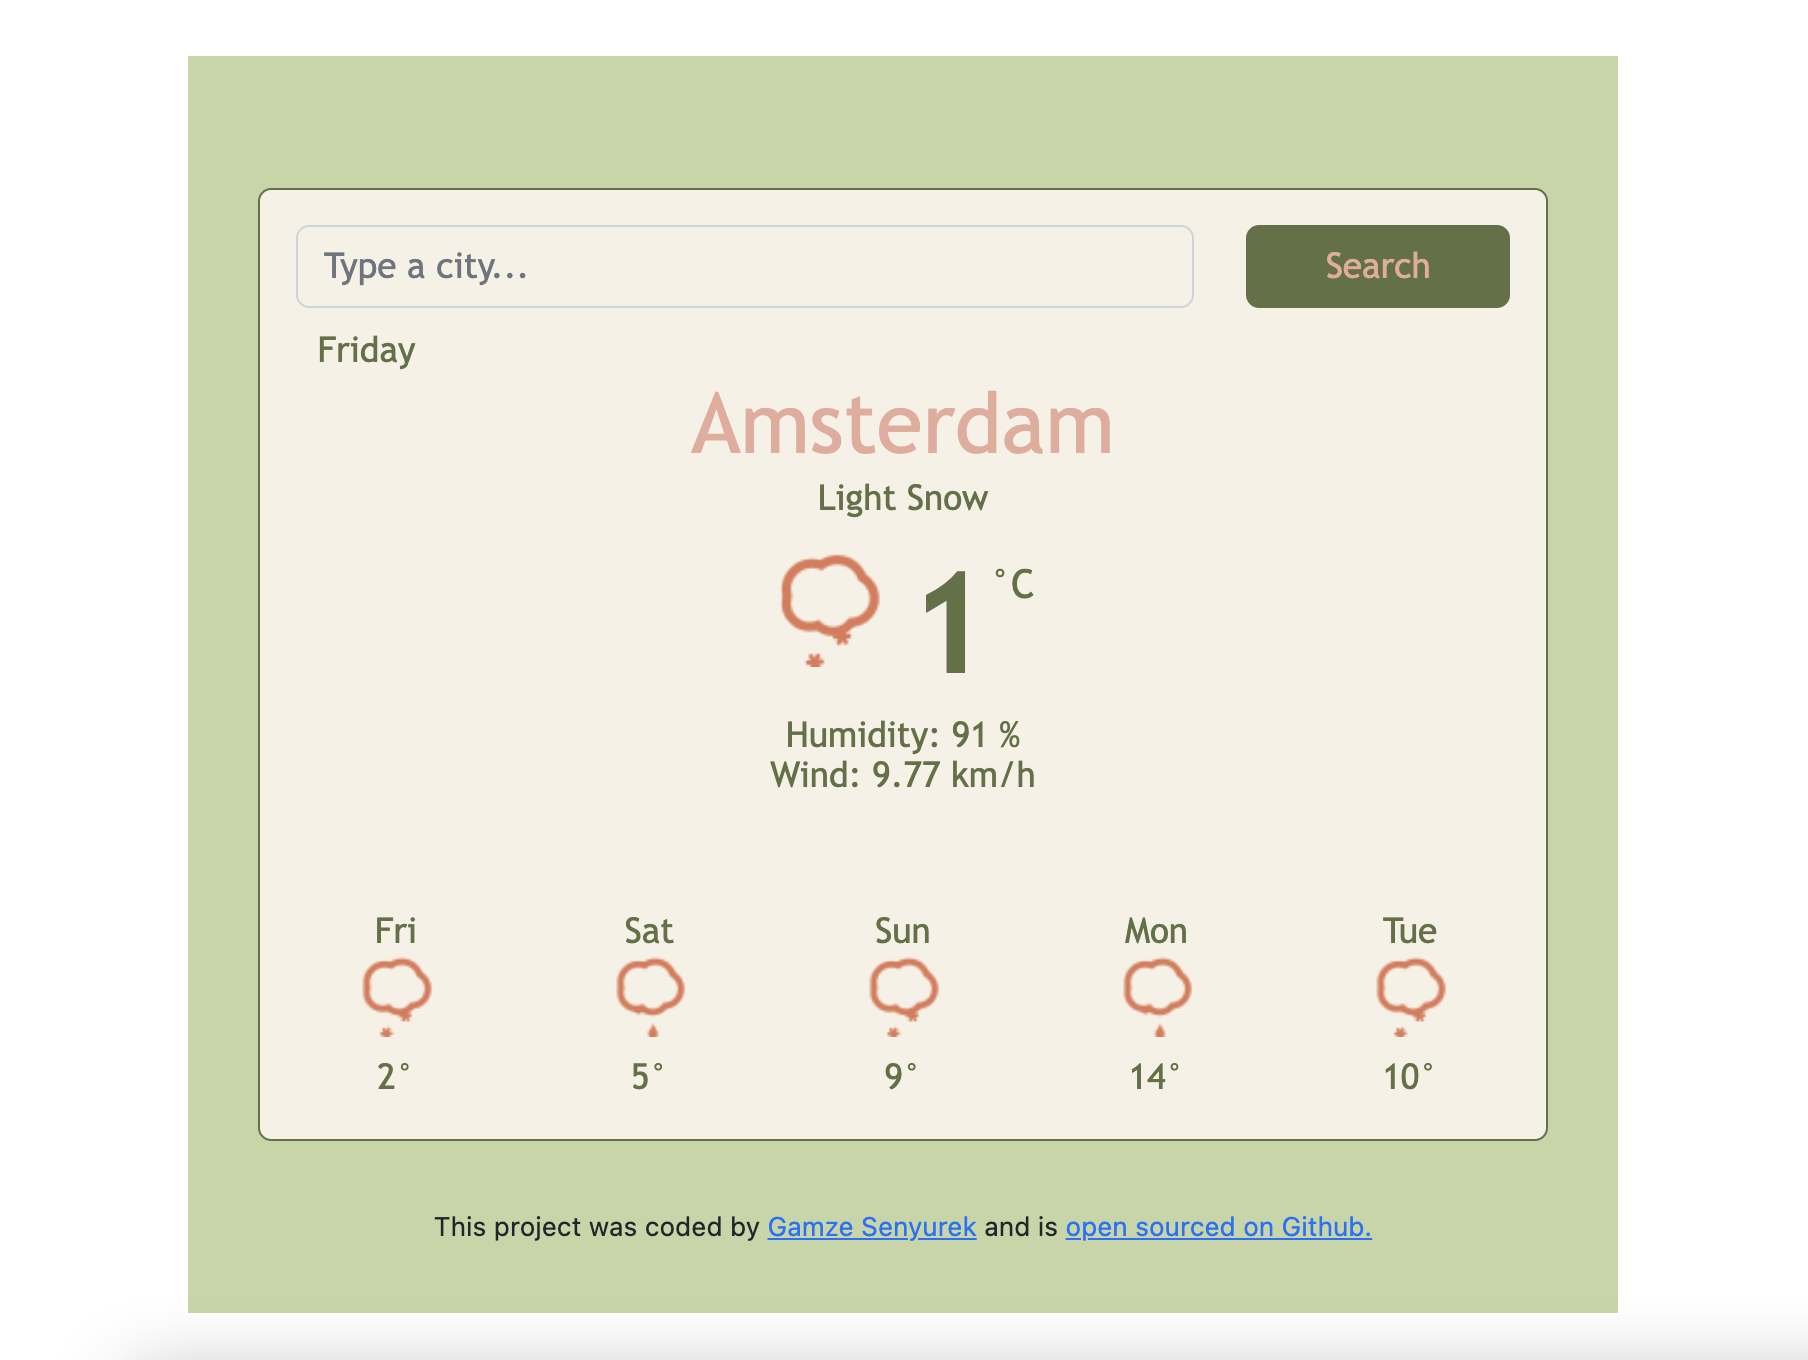 Type a city...
Search
Friday
Amsterdam
Light Snow
1 °C
Humidity: 91 %
Wind: 9.77 km/h
Fri Sat Sun Mon Tue
2° 5° 9° 14° 10°
This project was coded by Gamze Senyurek and is open sourced on Github.